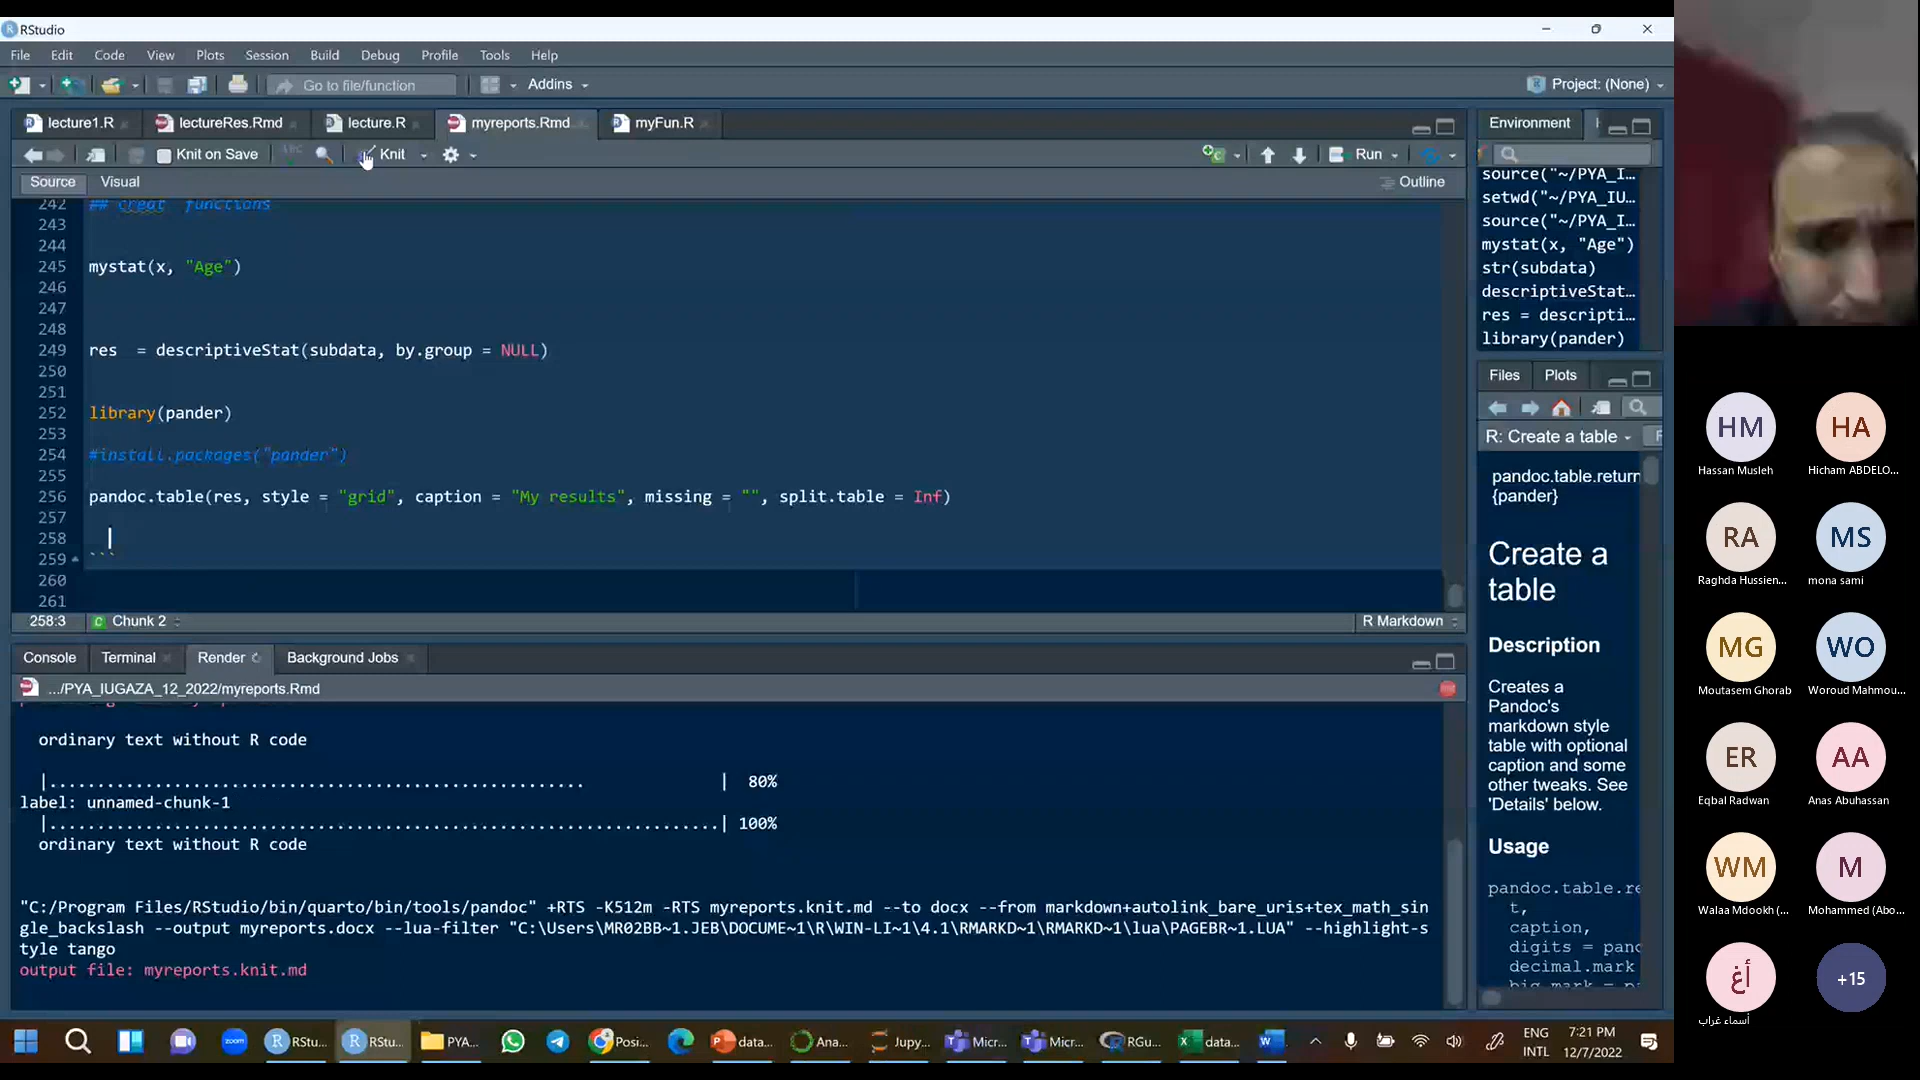 RStudio
File Edit Code View Plots Session Build Debug Profile Tools Help
Go to file/function Addins Project: (None)
lecture1.R lectureRes.Rmd lecture.R myreports.Rmd myFun.R
Knit on Save ABC Knit Run
Source Visual Outline
242 ## creat functions
243
244
245 mystat(x, "Age")
246
247
248
249 res = descriptiveStat(subdata, by.group = NULL)
250
251
252 library(pander)
253
254 #install.packages("pander")
255
256 pandoc.table(res, style = "grid", caption = "My results", missing = "", split.table = Inf)
257
258
259 ```
260
261
258:3 Chunk 2 R Markdown
Console Terminal Render Background Jobs
.../PYA_IUGAZA_12_2022/myreports.Rmd
ordinary text without R code
|....................................................... | 80%
label: unnamed-chunk-1
|......................................................................| 100%
ordinary text without R code
"C:/Program Files/RStudio/bin/quarto/bin/tools/pandoc" +RTS -K512m -RTS myreports.knit.md --to docx --from markdown+autolink_bare_uris+tex_math_sin
gle_backslash --output myreports.docx --lua-filter "C:\Users\MR02BB~1.JEB\DOCUME~1\R\WIN-LI~1\4.1\RMARKD~1\RMARKD~1\lua\PAGEBR~1.LUA" --highlight-s
tyle tango
output file: myreports.knit.md
Environment
source("~/PYA_I…
setwd("~/PYA_IU…
source("~/PYA_I…
mystat(x, "Age")
str(subdata)
descriptiveStat…
res = descripti…
library(pander)
Files Plots
R: Create a table
pandoc.table.return
{pander}
Create a
table
Description
Creates a
Pandoc's
markdown style
table with optional
caption and some
other tweaks. See
'Details' below.
Usage
pandoc.table.re
t,
caption,
digits = pand
decimal.mark
HM HA
Hassan Musleh Hicham ABDELO...
RA MS
Raghda Hussien... mona sami
MG WO
Moutasem Ghorab Woroud Mahmou...
ER AA
Eqbal Radwan Anas Abuhassan
WM M
Walaa Mdookh (... Mohammed (Abo...
أغ +15
أسماء غراب
zoom RStu... RStu... PYA... Posi... data... Ana... Jupy... Micr... Micr... RGu... data...
ENG
INTL
7:21 PM
12/7/2022